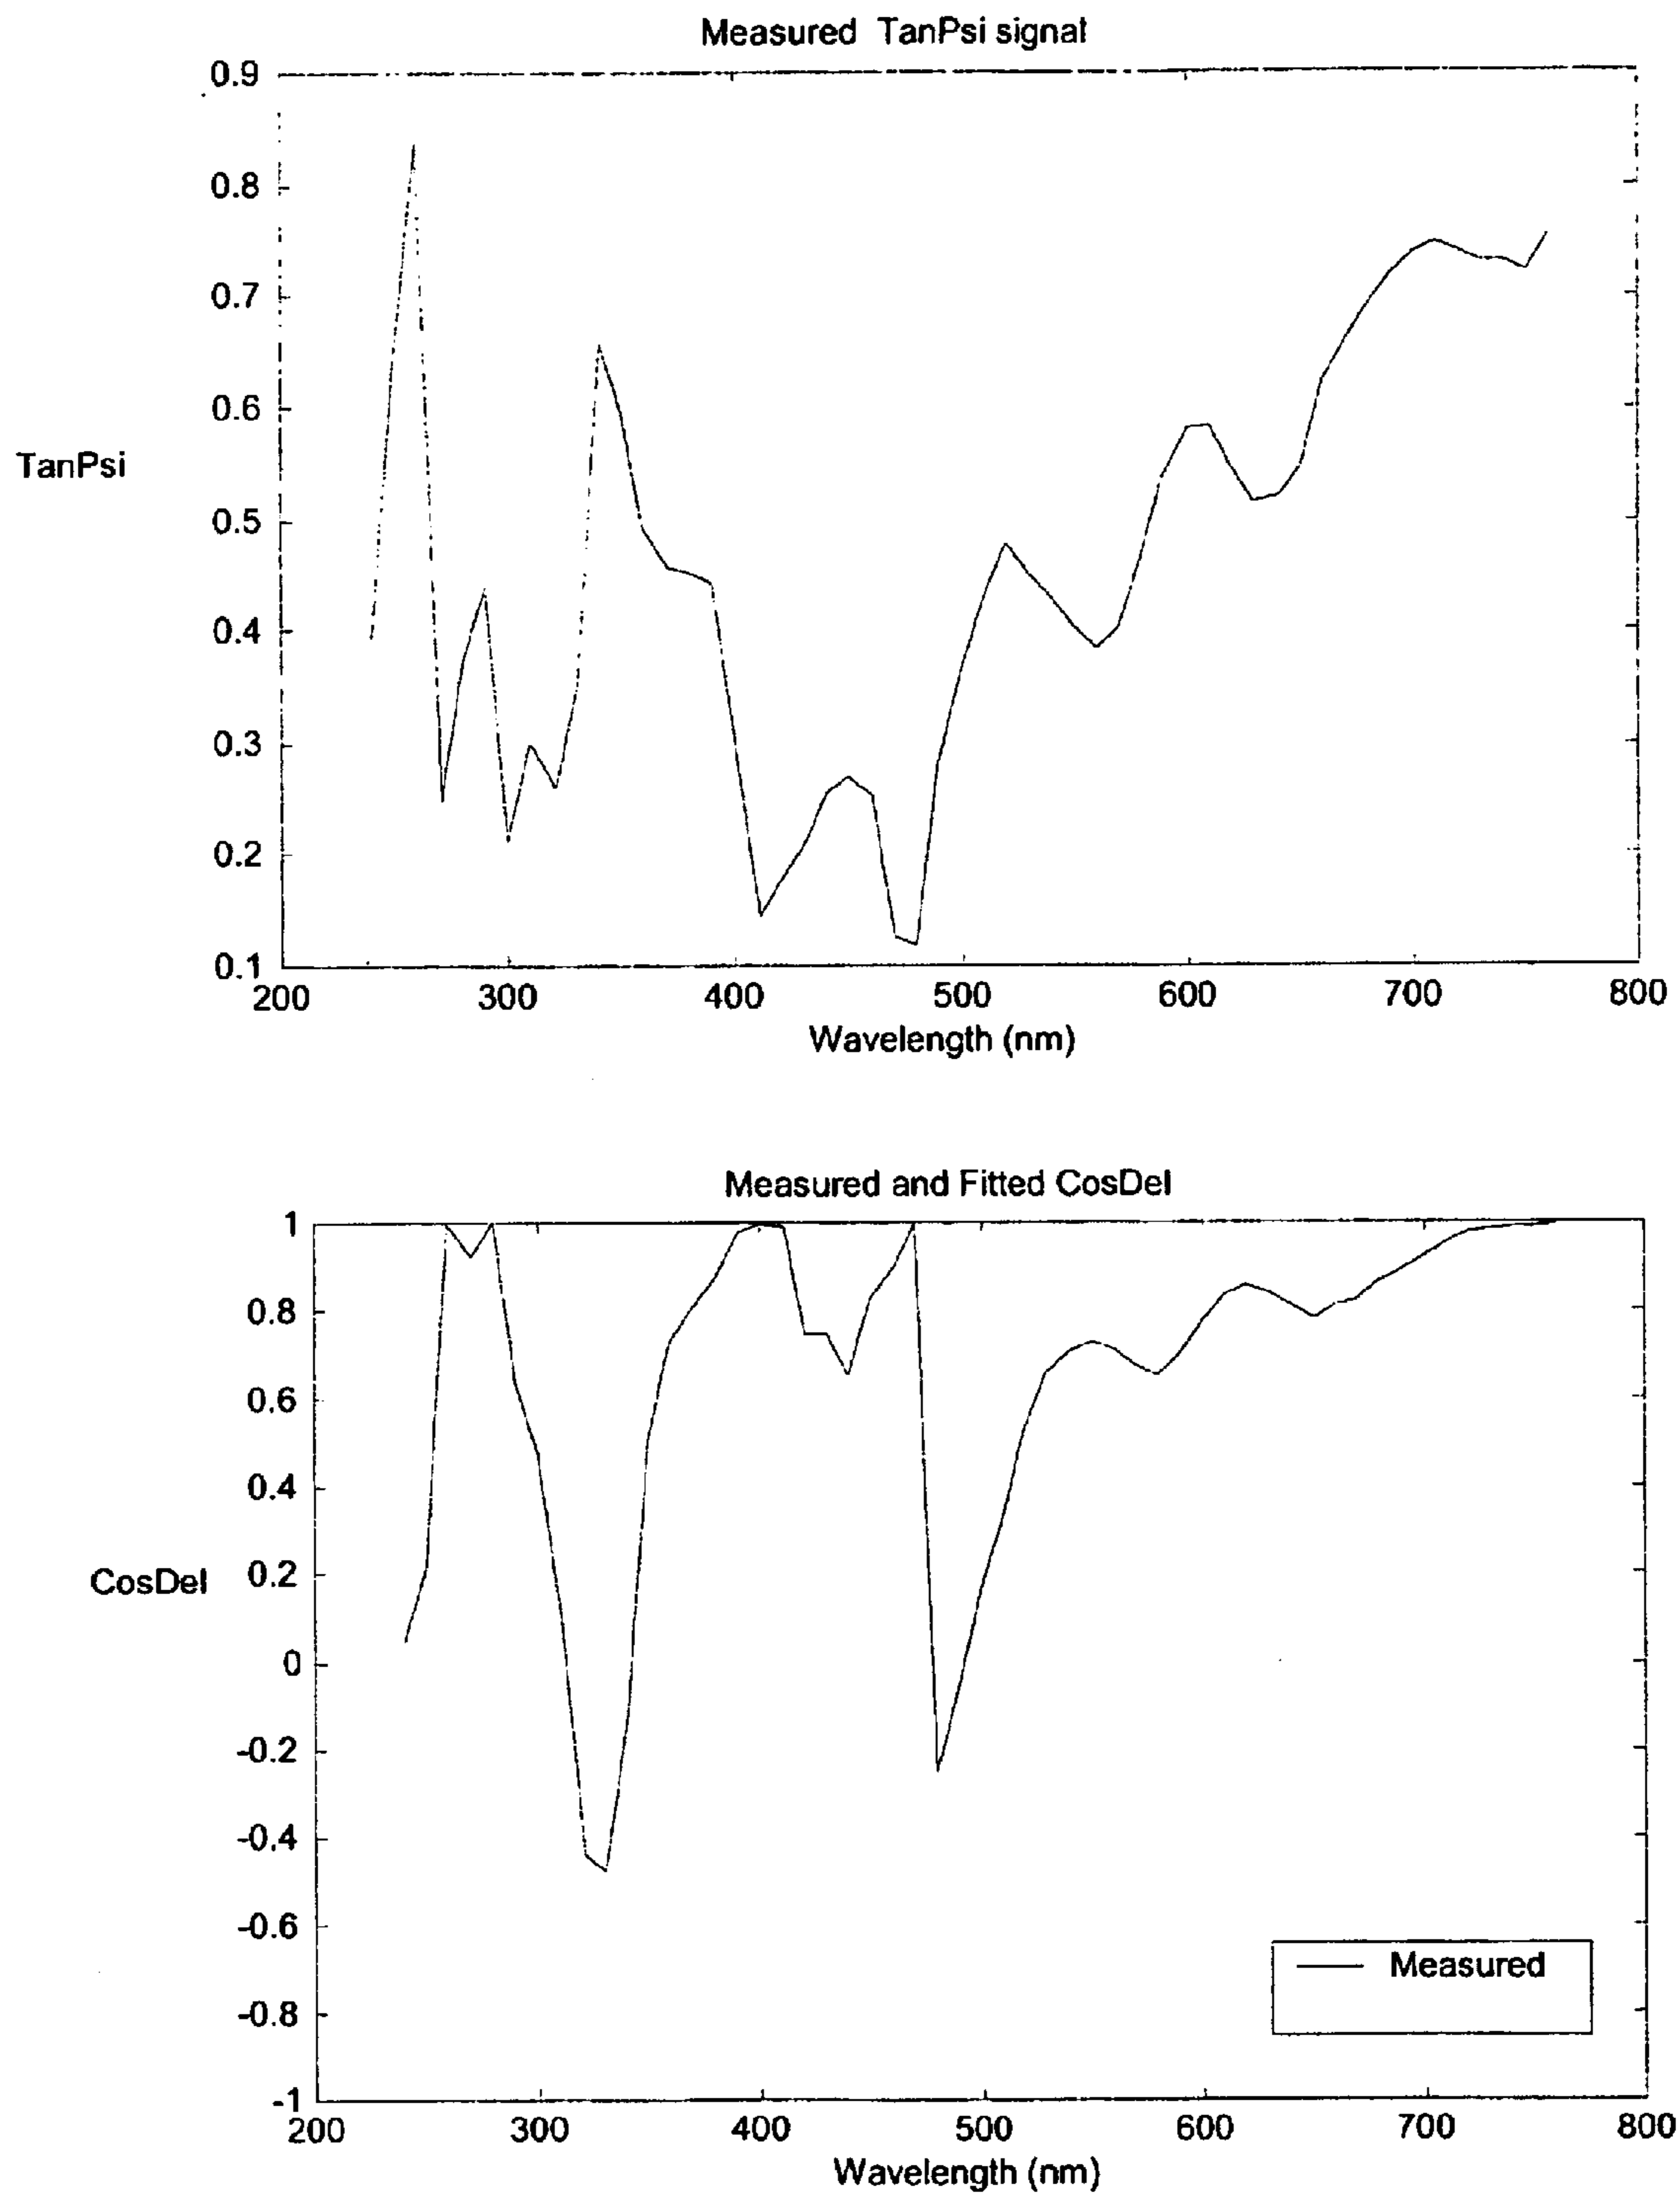 Measured TanPsi signal
0.9
0.8
0.7
0.6
TanPsi
0.5
0.4
0.3
0.2
0.1
200 300 400 500 600 700 800
Wavelength (nm)
Measured and Fitted CosDel
1
0.8
0.6
0.4
CosDel 0.2
0
-0.2
-0.4
-0.6
Measured
-0.8
-1
200 300 400 500 600 700 800
Wavelength (nm)